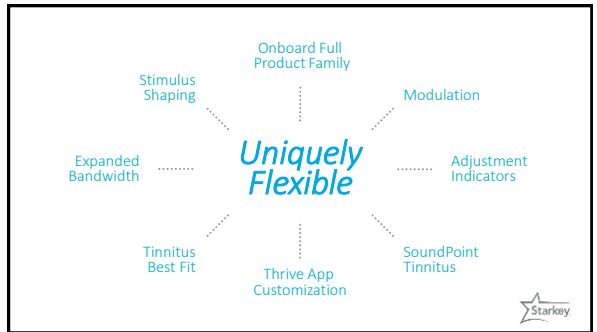 Onboard Full
Product Family
Stimulus
Shaping
Modulation
Uniquely
Flexible
Expanded
Bandwidth
Adjustment
Indicators
Tinnitus
Best Fit
SoundPoint
Tinnitus
Thrive App
Customization
Starkey